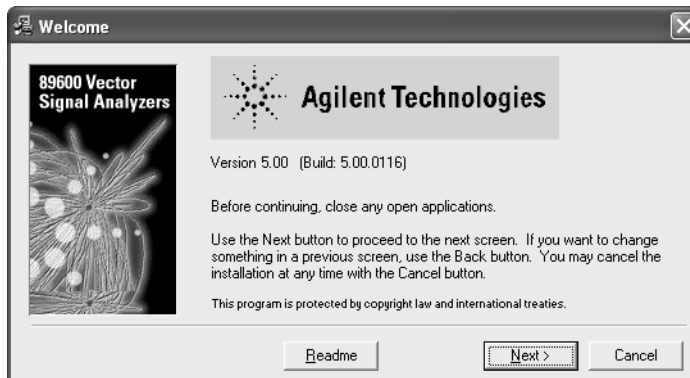 Welcome
89600 Vector
Signal Analyzers
Agilent Technologies
Version 5.00 (Build: 5.00.0116)
Before continuing, close any open applications.
Use the Next button to proceed to the next screen. If you want to change
something in a previous screen, use the Back button. You may cancel the
installation at any time with the Cancel button.
This program is protected by copyright law and international treaties.
Readme
Next >
Cancel